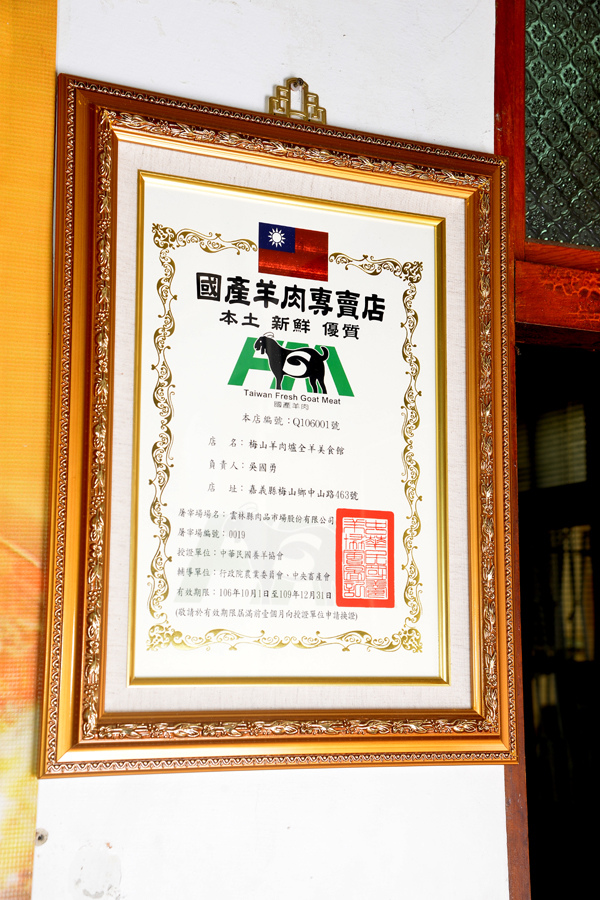 國產羊肉專賣店
本土 新鮮 優質
Taiwan Fresh Goat Meat
國產羊肉
本店編號：Q106001號
店 名：梅山羊肉爐全羊美食館
負責人：吳國勇
店 址：嘉義縣梅山鄉中山路463號
屠宰場場名：雲林縣肉品市場股份有限公司
屠宰場編號：0019
授證單位：中華民國養羊協會
輔導單位：行政院農業委員會、中央畜產會
有效期限：106年10月1日至109年12月31日
(敬請於有效期限屆滿前壹個月向授證單位申請換證)